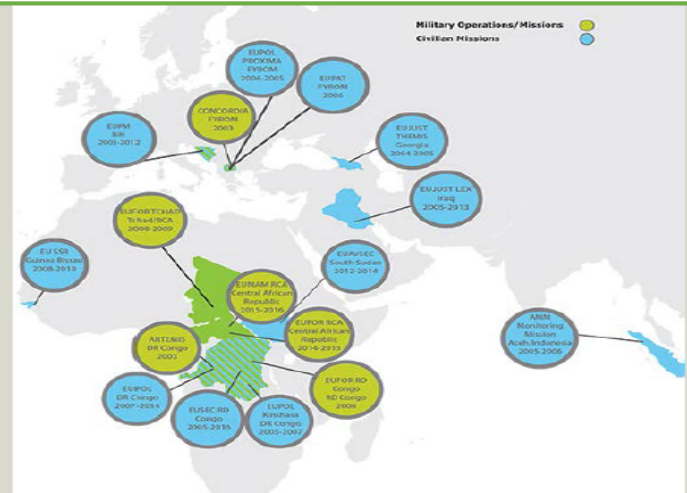 Military Operations/Missions
Civilian Missions
EUPOL
PROXIMA
FYROM
2004-2005
EUPAT
FYROM
2006
CONCORDIA
FYROM
2003
EUPM
BiH
2003-2012
EUJUST
THEMIS
Georgia
2004-2005
EUJUST LEX
Iraq
2005-2013
EUFOR TCHAD
Tchad/RCA
2008-2009
EU SSR
Guinea Bissau
2008-2010
EUAVSEC
South Sudan
2012-2014
EUMAM RCA
Central African
Republic
2015-2016
EUFOR RCA
Central African
Republic
2014-2015
ARTEMIS
DR Congo
2003
AMM
Monitoring
Mission
Aceh/Indonesia
2005-2006
EUPOL
DR Congo
2007-2014
EUSEC RD
Congo
2005-2016
EUPOL
Kinshasa
DR Congo
2005-2007
EUFOR RD
Congo
RD Congo
2006